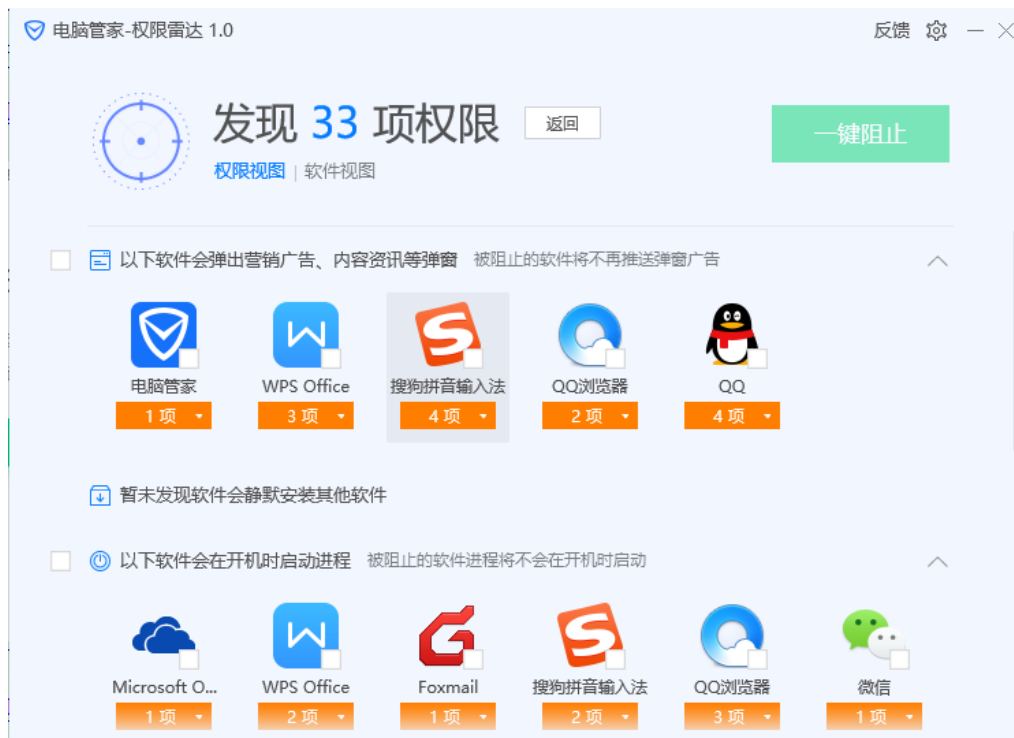 电脑管家-权限雷达 1.0 反馈
发现 33 项权限 返回 一键阻止
权限视图 | 软件视图
以下软件会弹出营销广告、内容资讯等弹窗 被阻止的软件将不再推送弹窗广告
电脑管家 WPS Office 搜狗拼音输入法 QQ浏览器 QQ
1 项 3 项 4 项 2 项 4 项
暂未发现软件会静默安装其他软件
以下软件会在开机时启动进程 被阻止的软件进程将不会在开机时启动
Microsoft O... WPS Office Foxmail 搜狗拼音输入法 QQ浏览器 微信
1 项 2 项 1 项 2 项 3 项 1 项